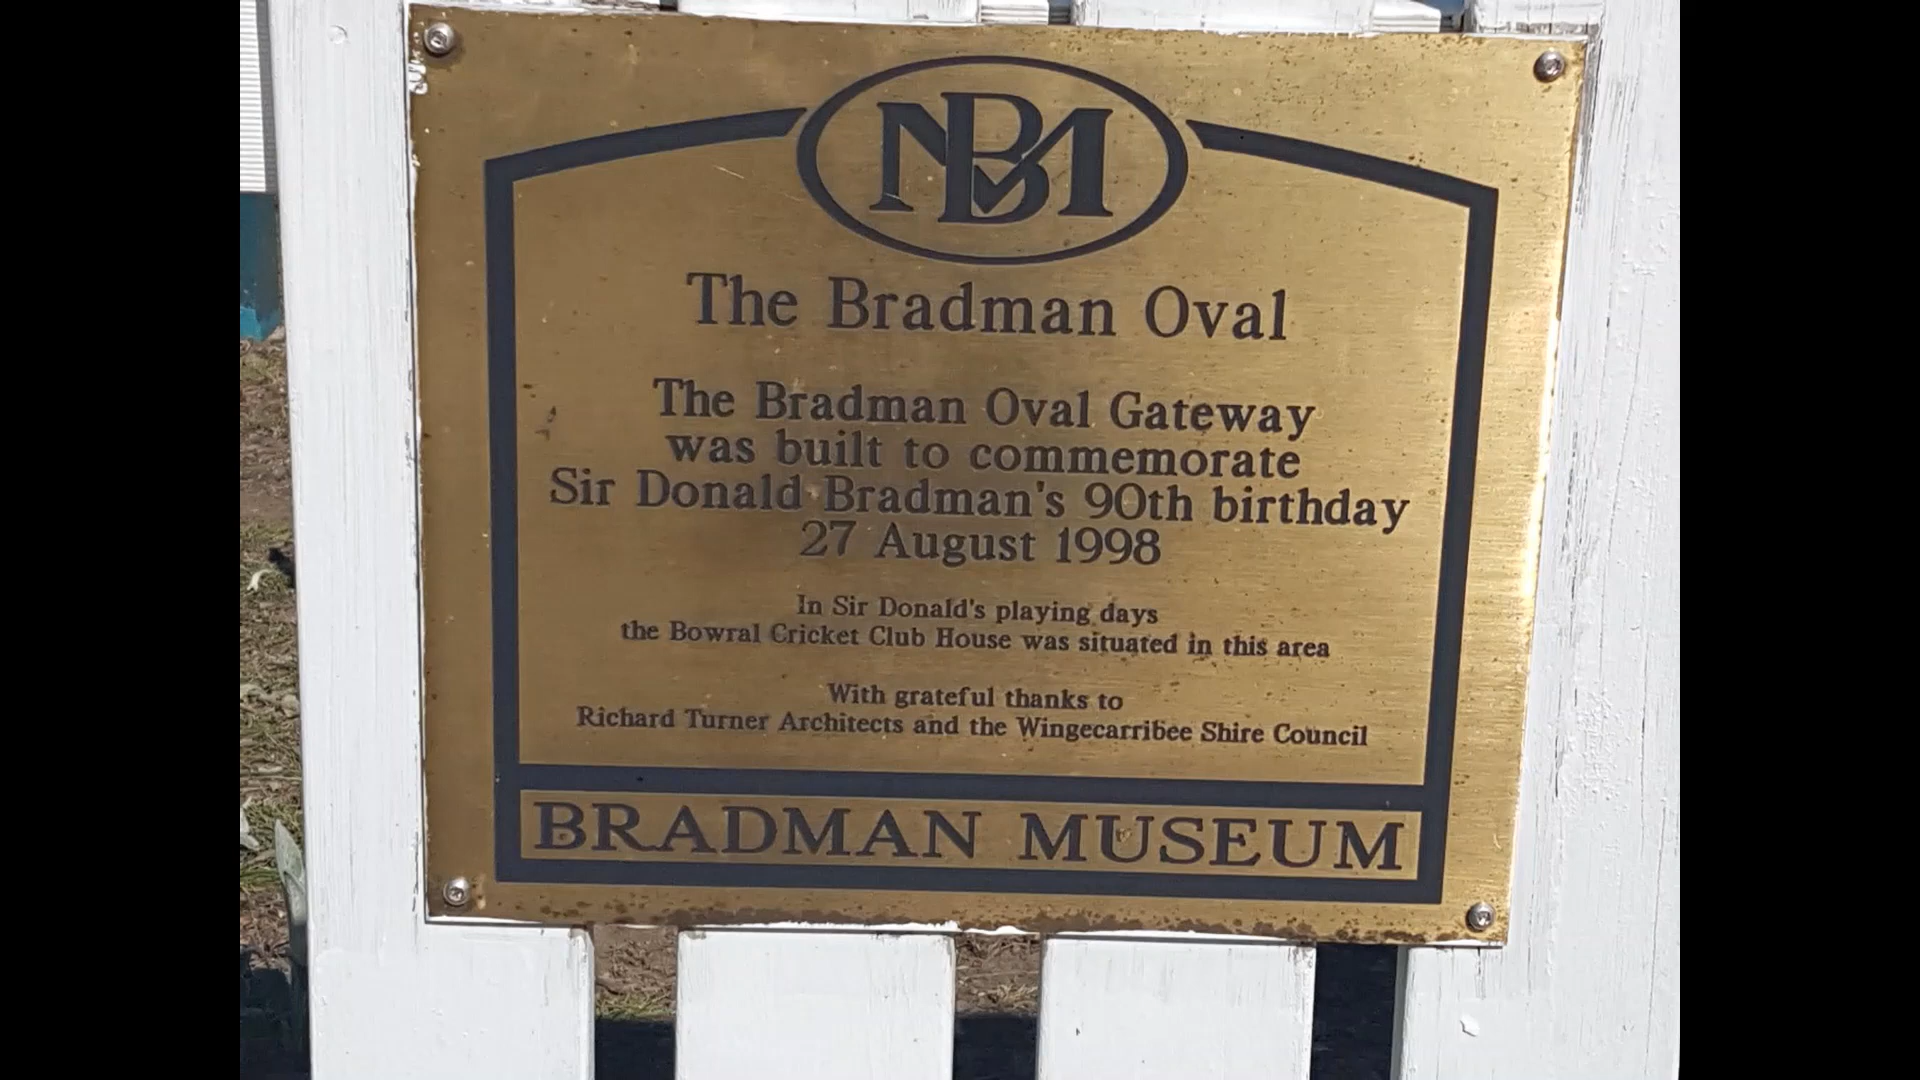 BM
The Bradman Oval
The Bradman Oval Gateway
was built to commemorate
Sir Donald Bradman's 90th birthday
27 August 1998
In Sir Donald's playing days
the Bowral Cricket Club House was situated in this area
With grateful thanks to
Richard Turner Architects and the Wingecarribee Shire Council
BRADMAN MUSEUM